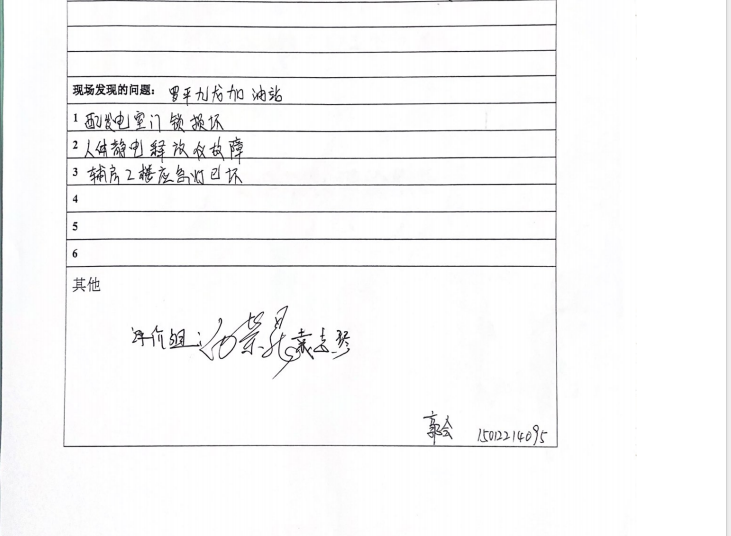 现场发现的问题：罗平九龙加油站
1 配发电室门锁损坏
2 人体静电释放仪故障
3 辅房2楼应急灯已坏
4
5
6
其他
评价组：
郭会 15012214095